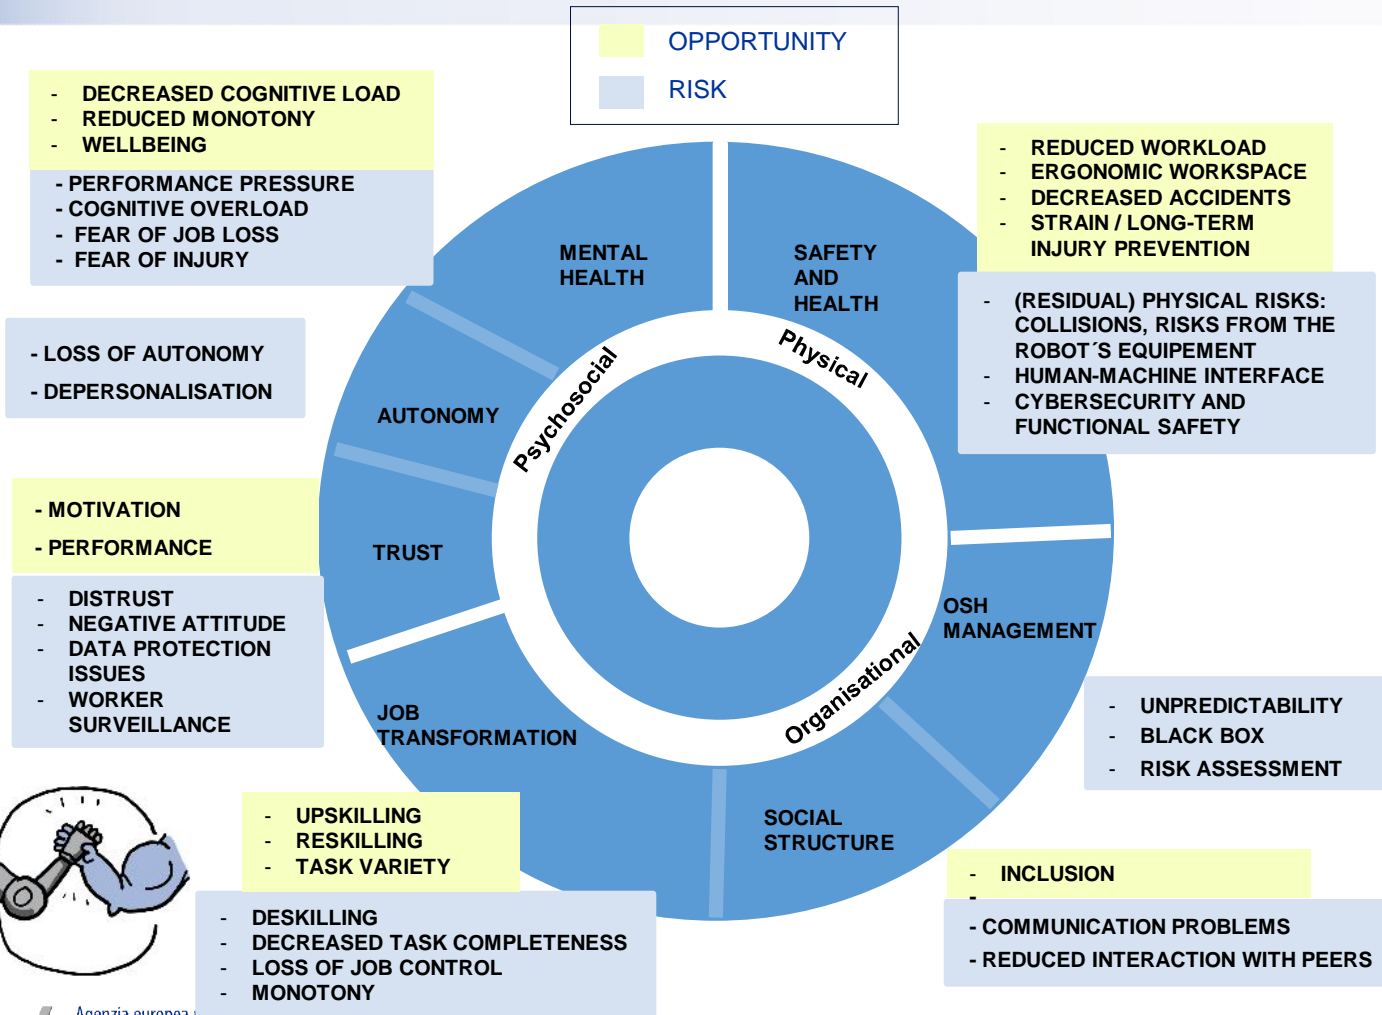 OPPORTUNITY
RISK
- DECREASED COGNITIVE LOAD
- REDUCED MONOTONY
- WELLBEING
- PERFORMANCE PRESSURE
- COGNITIVE OVERLOAD
- FEAR OF JOB LOSS
- FEAR OF INJURY
- LOSS OF AUTONOMY
- DEPERSONALISATION
- MOTIVATION
- PERFORMANCE
- DISTRUST
- NEGATIVE ATTITUDE
- DATA PROTECTION
ISSUES
- WORKER
SURVEILLANCE
MENTAL
HEALTH
AUTONOMY
TRUST
JOB
TRANSFORMATION
Psychosocial
Physical
Organisational
SAFETY
AND
HEALTH
OSH
MANAGEMENT
SOCIAL
STRUCTURE
- REDUCED WORKLOAD
- ERGONOMIC WORKSPACE
- DECREASED ACCIDENTS
- STRAIN / LONG-TERM
INJURY PREVENTION
- (RESIDUAL) PHYSICAL RISKS:
COLLISIONS, RISKS FROM THE
ROBOT´S EQUIPEMENT
- HUMAN-MACHINE INTERFACE
- CYBERSECURITY AND
FUNCTIONAL SAFETY
- UNPREDICTABILITY
- BLACK BOX
- RISK ASSESSMENT
- INCLUSION
-
- COMMUNICATION PROBLEMS
- REDUCED INTERACTION WITH PEERS
- UPSKILLING
- RESKILLING
- TASK VARIETY
- DESKILLING
- DECREASED TASK COMPLETENESS
- LOSS OF JOB CONTROL
- MONOTONY
Agenzia europea